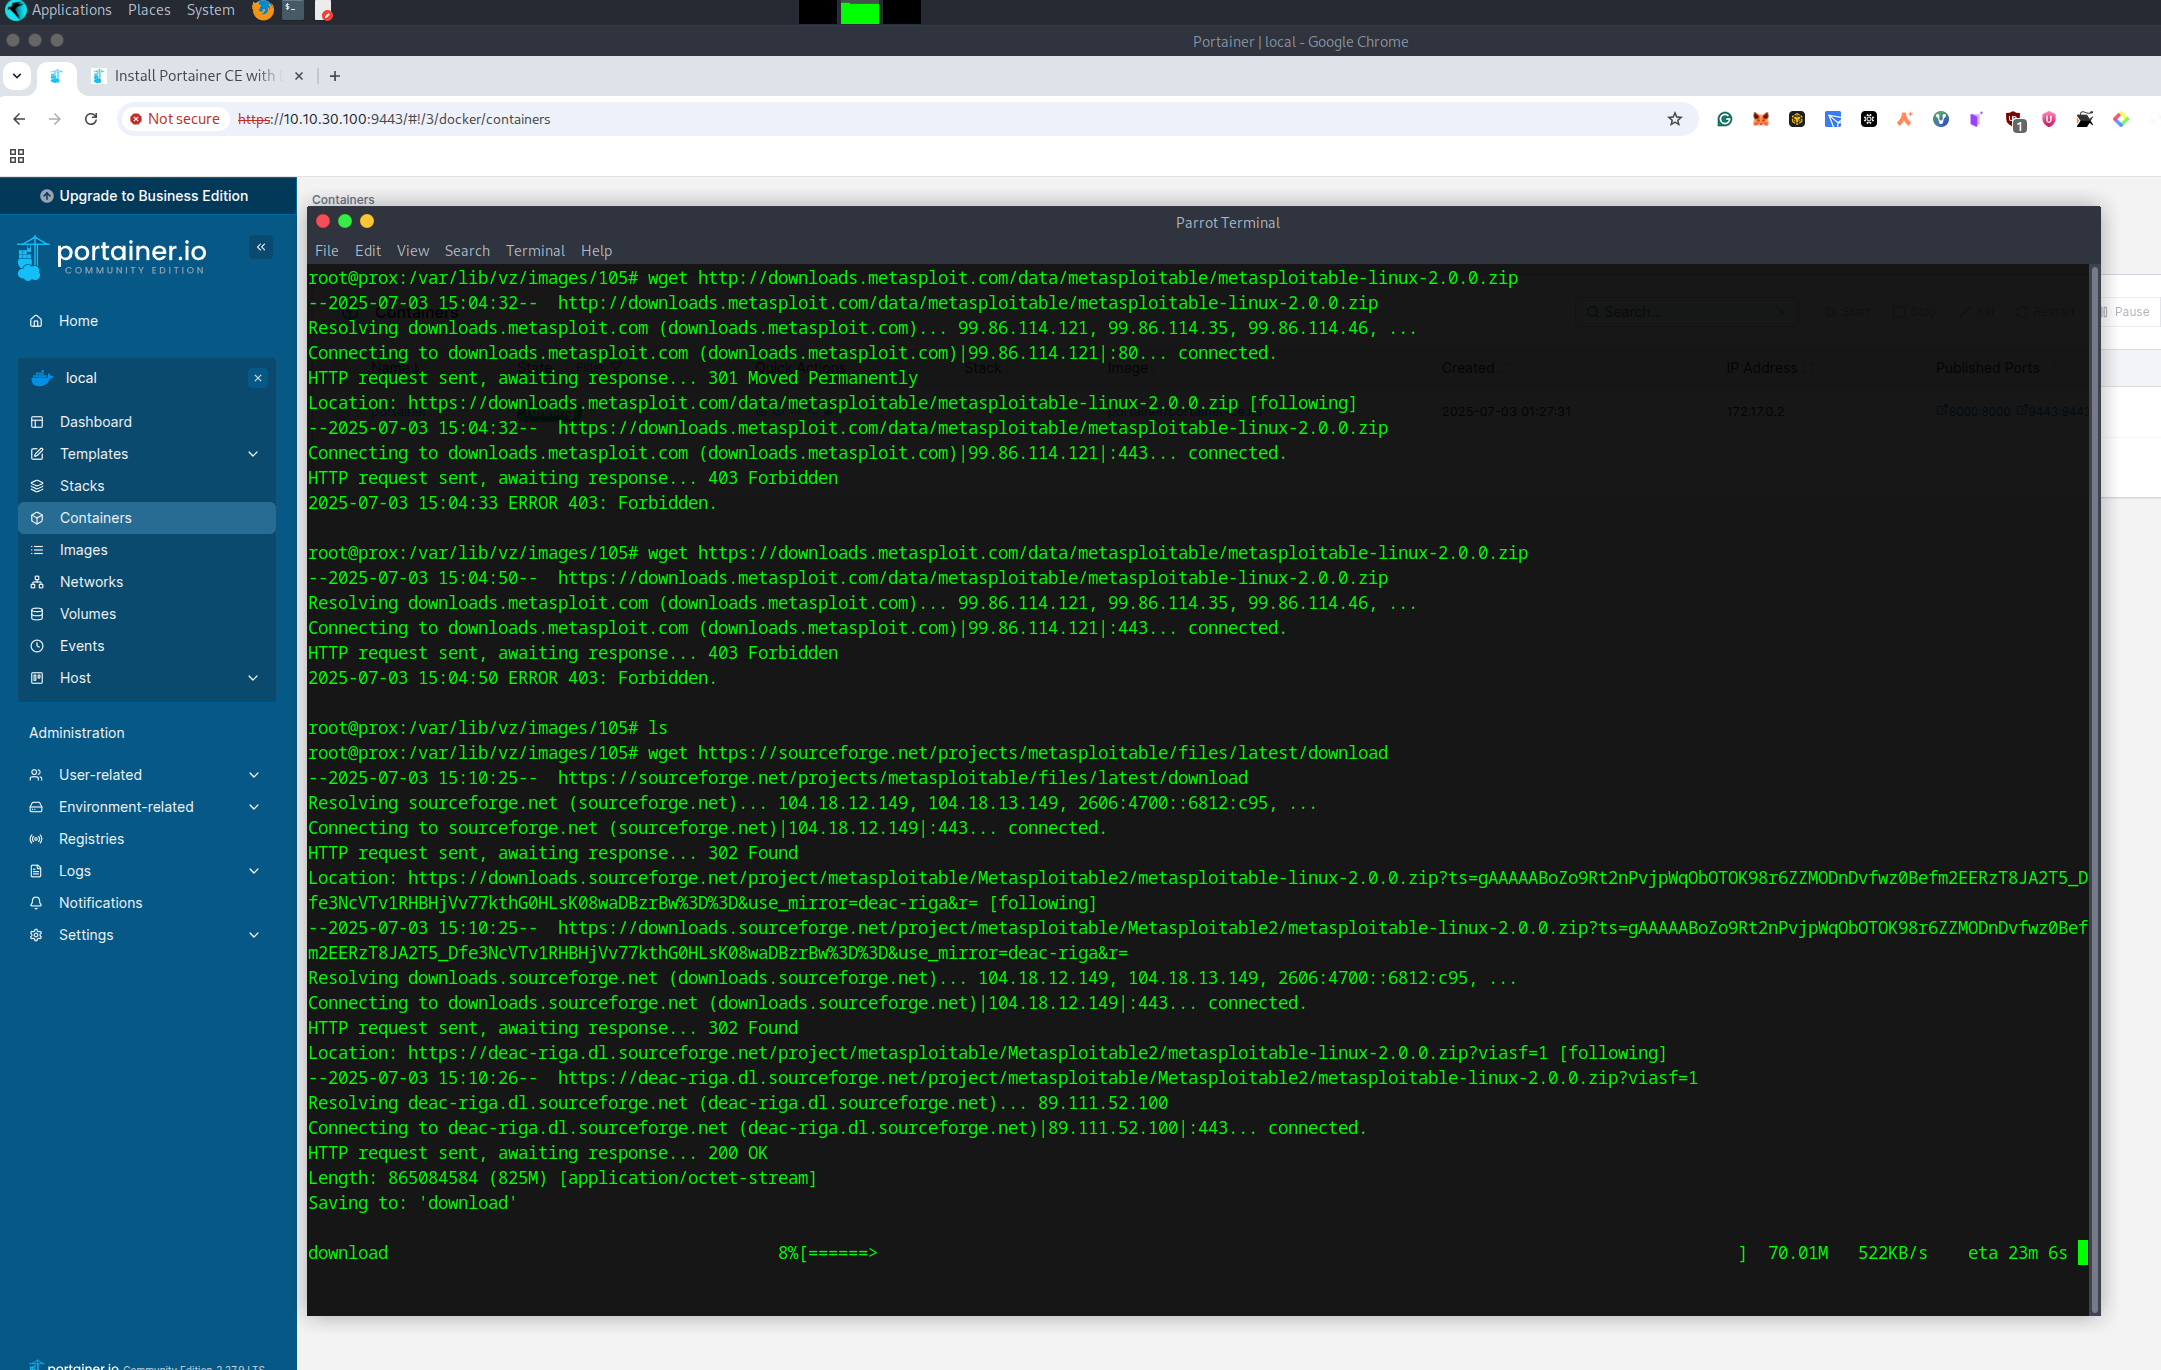 Applications Places System
Portainer | local - Google Chrome
Install Portainer CE with
Not secure https://10.10.30.100:9443/#!/3/docker/containers
1
Upgrade to Business Edition
portainer.io
COMMUNITY EDITION
Home
local
Dashboard
Templates
Stacks
Containers
Images
Networks
Volumes
Events
Host
Administration
User-related
Environment-related
Registries
Logs
Notifications
Settings
portainer.io Community Edition 2.27.9 LTS
Containers
Parrot Terminal
File Edit View Search Terminal Help
root@prox:/var/lib/vz/images/105# wget http://downloads.metasploit.com/data/metasploitable/metasploitable-linux-2.0.0.zip
--2025-07-03 15:04:32--  http://downloads.metasploit.com/data/metasploitable/metasploitable-linux-2.0.0.zip
Resolving downloads.metasploit.com (downloads.metasploit.com)... 99.86.114.121, 99.86.114.35, 99.86.114.46, ...
Connecting to downloads.metasploit.com (downloads.metasploit.com)|99.86.114.121|:80... connected.
HTTP request sent, awaiting response... 301 Moved Permanently
Location: https://downloads.metasploit.com/data/metasploitable/metasploitable-linux-2.0.0.zip [following]
--2025-07-03 15:04:32--  https://downloads.metasploit.com/data/metasploitable/metasploitable-linux-2.0.0.zip
Connecting to downloads.metasploit.com (downloads.metasploit.com)|99.86.114.121|:443... connected.
HTTP request sent, awaiting response... 403 Forbidden
2025-07-03 15:04:33 ERROR 403: Forbidden.
root@prox:/var/lib/vz/images/105# wget https://downloads.metasploit.com/data/metasploitable/metasploitable-linux-2.0.0.zip
--2025-07-03 15:04:50--  https://downloads.metasploit.com/data/metasploitable/metasploitable-linux-2.0.0.zip
Resolving downloads.metasploit.com (downloads.metasploit.com)... 99.86.114.121, 99.86.114.35, 99.86.114.46, ...
Connecting to downloads.metasploit.com (downloads.metasploit.com)|99.86.114.121|:443... connected.
HTTP request sent, awaiting response... 403 Forbidden
2025-07-03 15:04:50 ERROR 403: Forbidden.
root@prox:/var/lib/vz/images/105# ls
root@prox:/var/lib/vz/images/105# wget https://sourceforge.net/projects/metasploitable/files/latest/download
--2025-07-03 15:10:25--  https://sourceforge.net/projects/metasploitable/files/latest/download
Resolving sourceforge.net (sourceforge.net)... 104.18.12.149, 104.18.13.149, 2606:4700::6812:c95, ...
Connecting to sourceforge.net (sourceforge.net)|104.18.12.149|:443... connected.
HTTP request sent, awaiting response... 302 Found
Location: https://downloads.sourceforge.net/project/metasploitable/Metasploitable2/metasploitable-linux-2.0.0.zip?ts=gAAAAABoZo9Rt2nPvjpWqObOTOK98r6ZZMODnDvfwz0Befm2EERzT8JA2T5_D
fe3NcVTv1RHBHjVv77kthG0HLsK08waDBzrBw%3D%3D&use_mirror=deac-riga&r= [following]
--2025-07-03 15:10:25--  https://downloads.sourceforge.net/project/metasploitable/Metasploitable2/metasploitable-linux-2.0.0.zip?ts=gAAAAABoZo9Rt2nPvjpWqObOTOK98r6ZZMODnDvfwz0Bef
m2EERzT8JA2T5_Dfe3NcVTv1RHBHjVv77kthG0HLsK08waDBzrBw%3D%3D&use_mirror=deac-riga&r=
Resolving downloads.sourceforge.net (downloads.sourceforge.net)... 104.18.12.149, 104.18.13.149, 2606:4700::6812:c95, ...
Connecting to downloads.sourceforge.net (downloads.sourceforge.net)|104.18.12.149|:443... connected.
HTTP request sent, awaiting response... 302 Found
Location: https://deac-riga.dl.sourceforge.net/project/metasploitable/Metasploitable2/metasploitable-linux-2.0.0.zip?viasf=1 [following]
--2025-07-03 15:10:26--  https://deac-riga.dl.sourceforge.net/project/metasploitable/Metasploitable2/metasploitable-linux-2.0.0.zip?viasf=1
Resolving deac-riga.dl.sourceforge.net (deac-riga.dl.sourceforge.net)... 89.111.52.100
Connecting to deac-riga.dl.sourceforge.net (deac-riga.dl.sourceforge.net)|89.111.52.100|:443... connected.
HTTP request sent, awaiting response... 200 OK
Length: 865084584 (825M) [application/octet-stream]
Saving to: 'download'
download 8%[======> ] 70.01M 522KB/s eta 23m 6s
Containers
Search...
Pause
Stack Image Created IP Address Published Ports
2025-07-03 01:27:31 172.17.0.2 8000:8000